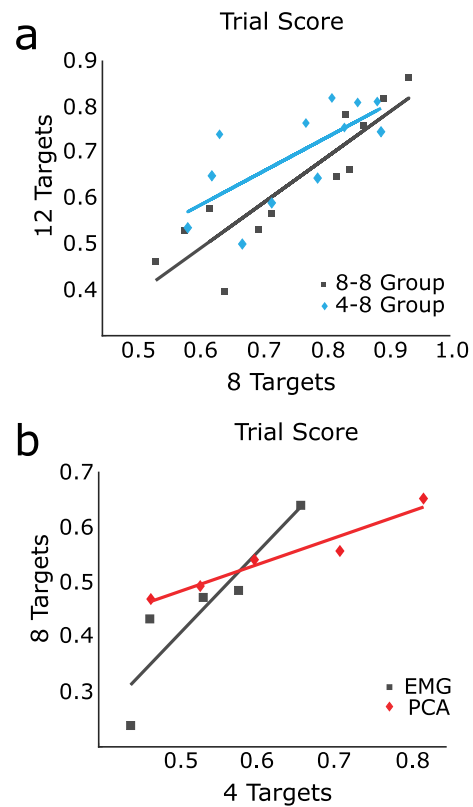 a
Trial Score
12 Targets
0.9
0.8
0.7
0.6
0.5
0.4
8-8 Group
4-8 Group
0.5 0.6 0.7 0.8 0.9 1.0
8 Targets
b
Trial Score
8 Targets
0.7
0.6
0.5
0.4
0.3
EMG
PCA
0.5 0.6 0.7 0.8
4 Targets